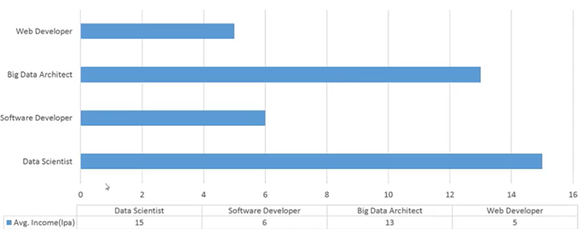 Web Developer
Big Data Architect
Software Developer
Data Scientist
0 2 4 6 8 10 12 14 16
Data Scientist Software Developer Big Data Architect Web Developer
Avg. Income(lpa) 15 6 13 5